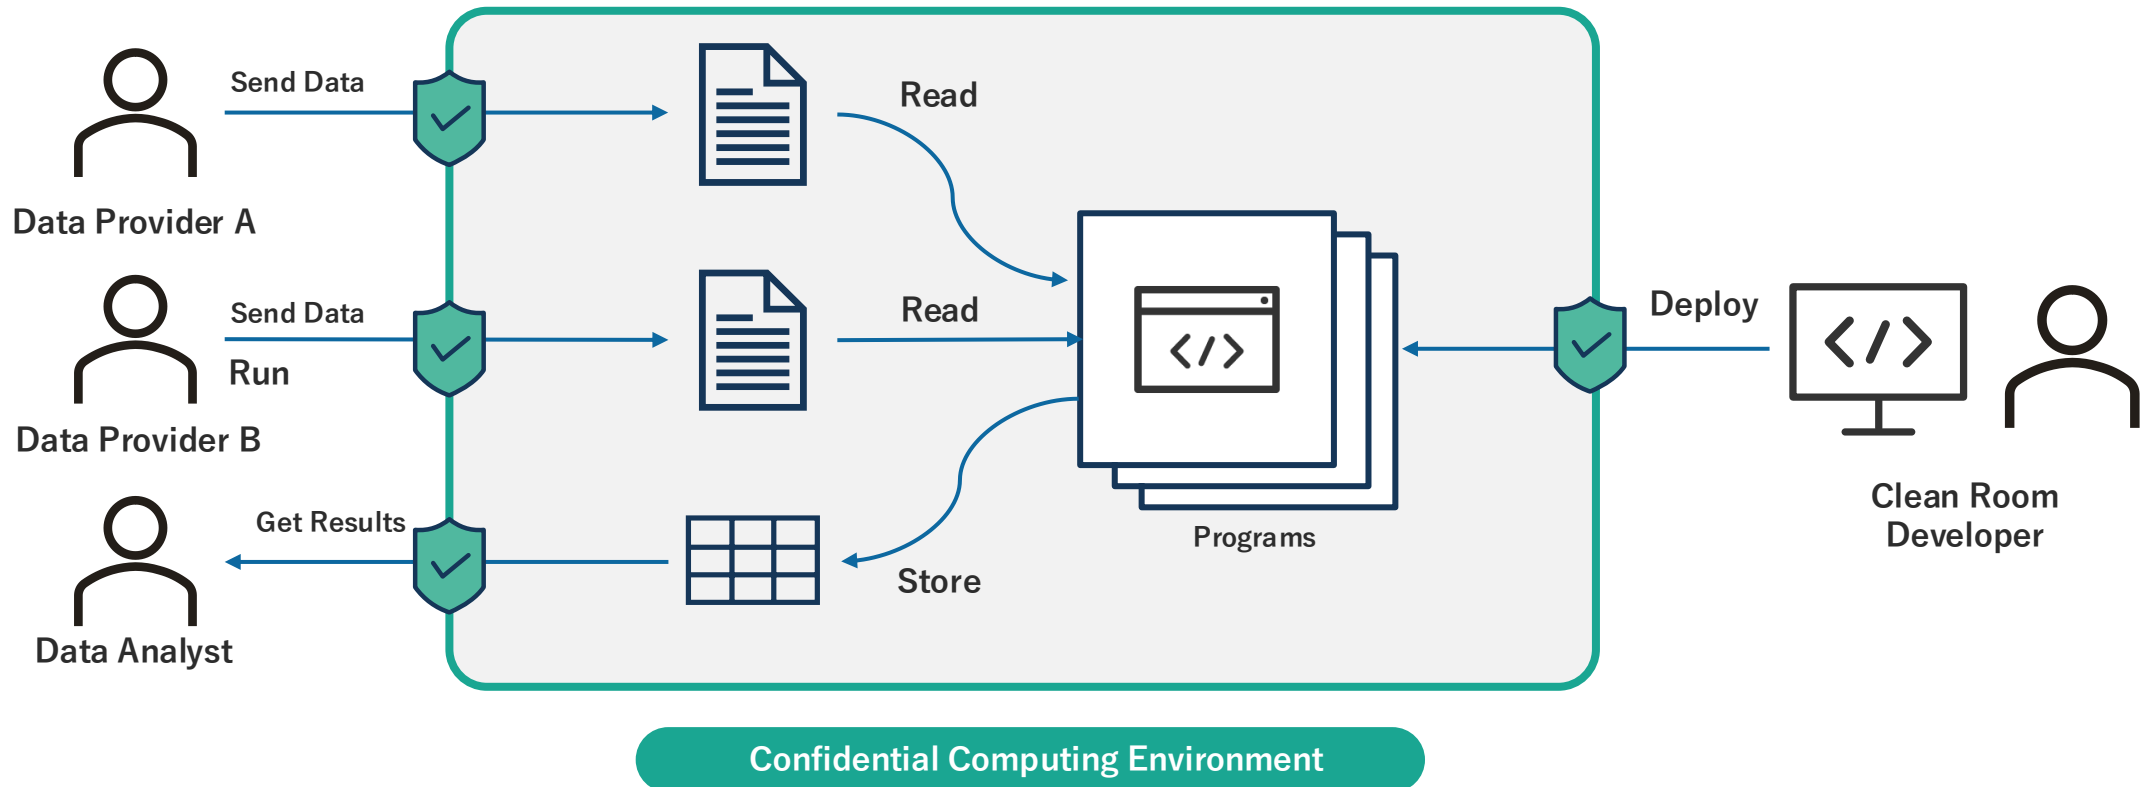 Send Data
Read
Data Provider A
Send Data
Run
Read
Deploy
Data Provider B
Clean Room
Developer
Get Results
Programs
Store
Data Analyst
Confidential Computing Environment